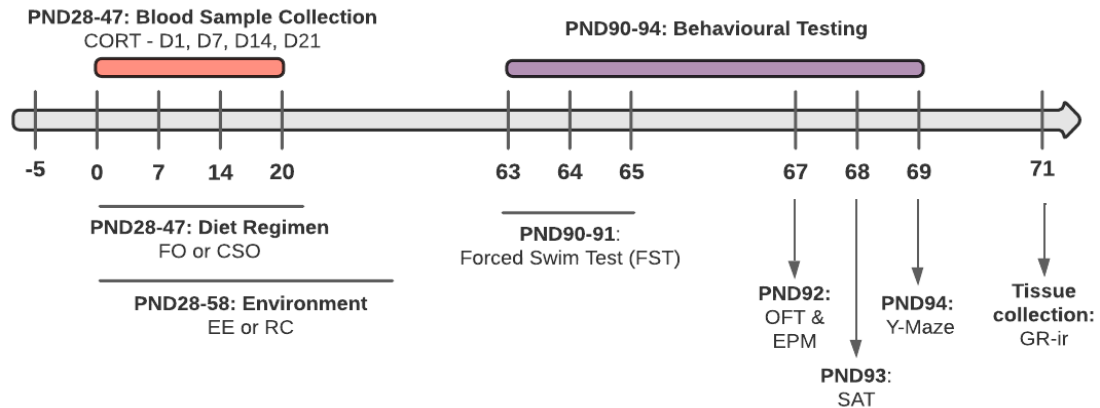 PND28-47: Blood Sample Collection
CORT - D1, D7, D14, D21
PND90-94: Behavioural Testing
-5 0 7 14 20 63 64 65 67 68 69 71
PND28-47: Diet Regimen
FO or CSO
PND28-58: Environment
EE or RC
PND90-91:
Forced Swim Test (FST)
PND92:
OFT &
EPM
PND93:
SAT
PND94:
Y-Maze
Tissue
collection:
GR-ir